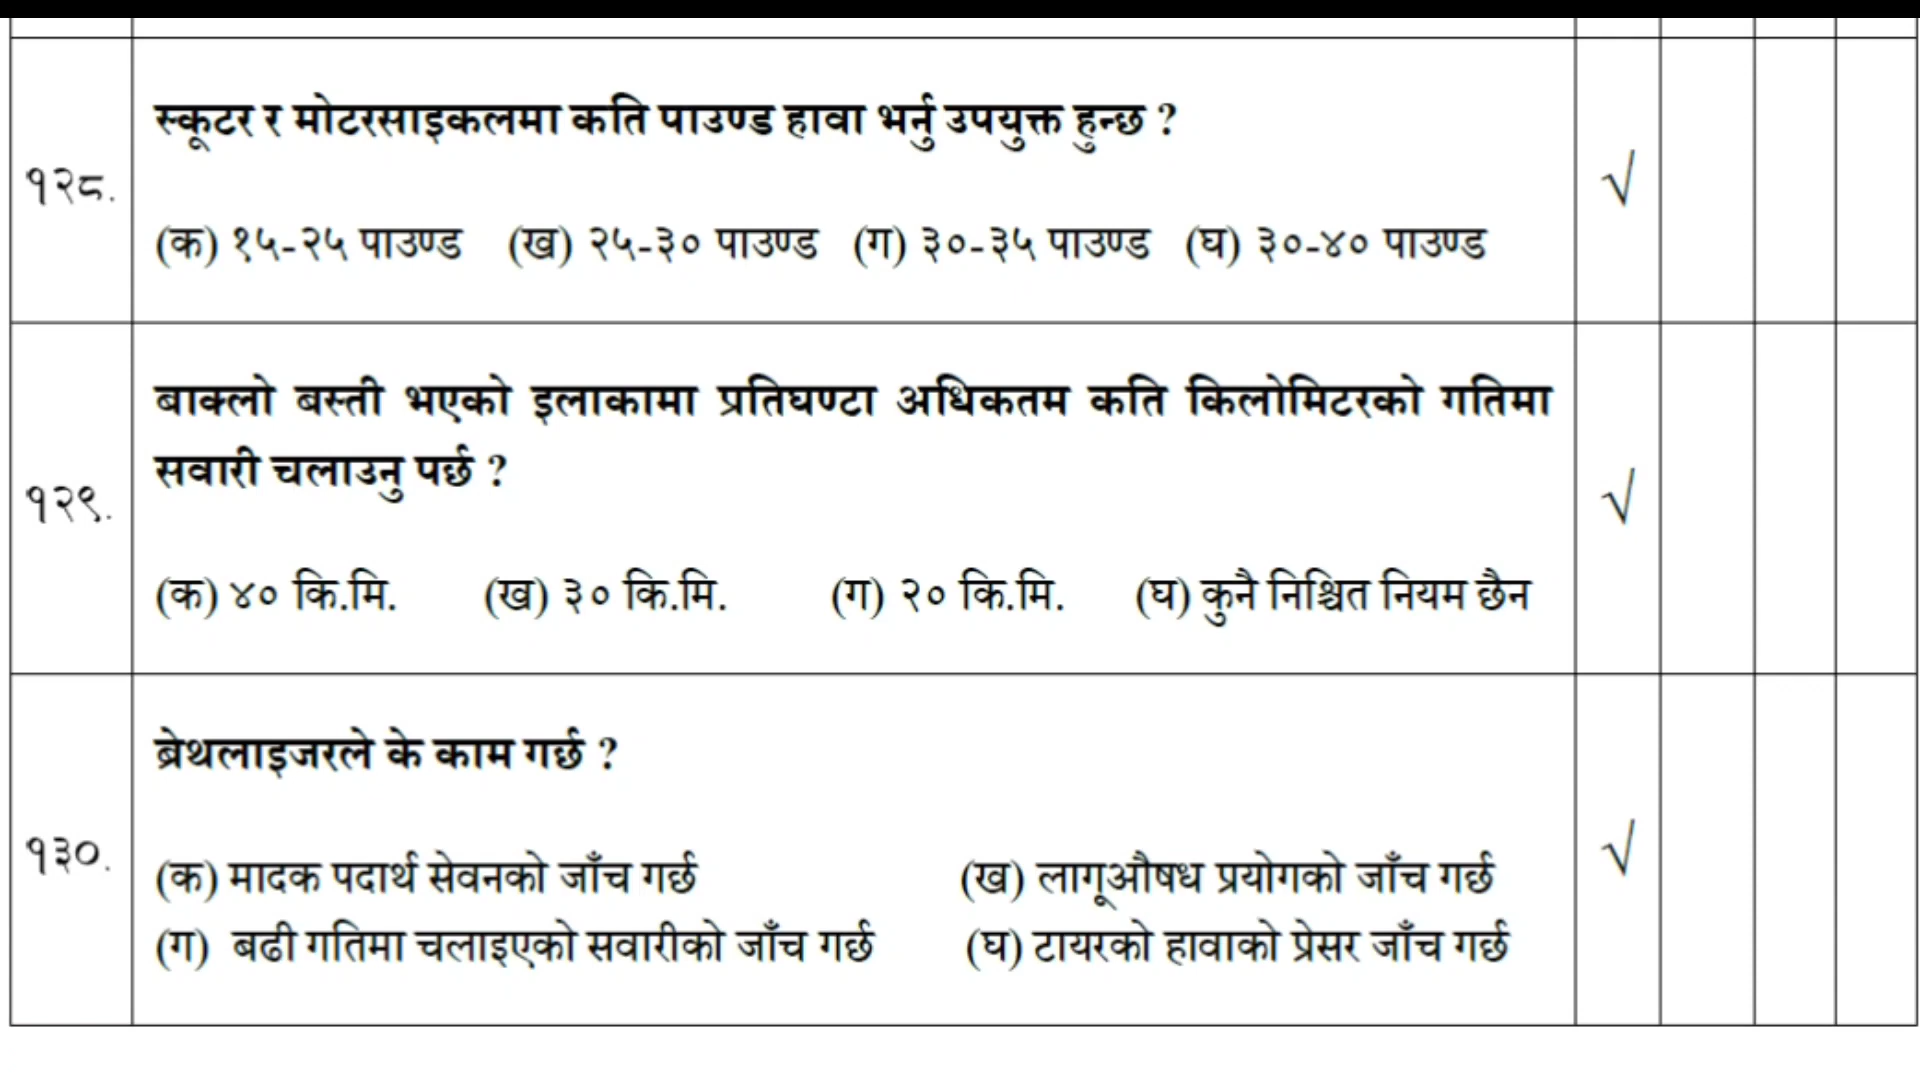 १२८.
स्कूटर र मोटरसाइकलमा कति पाउण्ड हावा भर्नु उपयुक्त हुन्छ ?
(क) १५-२५ पाउण्ड (ख) २५-३० पाउण्ड (ग) ३०-३५ पाउण्ड (घ) ३०-४० पाउण्ड
√
१२९.
बाक्लो बस्ती भएको इलाकामा प्रतिघण्टा अधिकतम कति किलोमिटरको गतिमा
सवारी चलाउनु पर्छ ?
(क) ४० कि.मि. (ख) ३० कि.मि. (ग) २० कि.मि. (घ) कुनै निश्चित नियम छैन
√
१३०.
ब्रेथलाइजरले के काम गर्छ ?
(क) मादक पदार्थ सेवनको जाँच गर्छ (ख) लागूऔषध प्रयोगको जाँच गर्छ
(ग) बढी गतिमा चलाइएको सवारीको जाँच गर्छ (घ) टायरको हावाको प्रेसर जाँच गर्छ
√